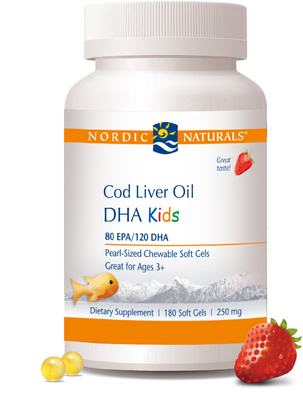 NORDIC NATURALS™
Great
taste!
Cod Liver Oil
DHA Kids
80 EPA/120 DHA
Pearl-Sized Chewable Soft Gels
Great for Ages 3+
Dietary Supplement | 180 Soft Gels | 250 mg